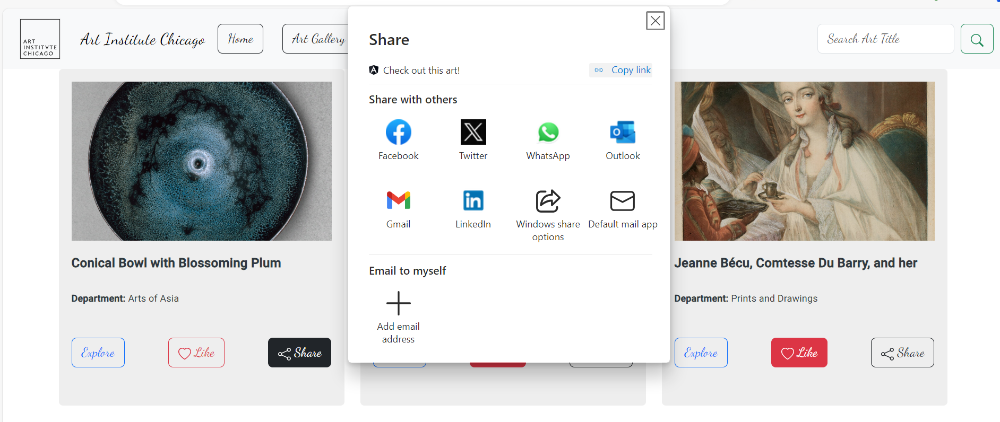 ART
INSTITVTE
CHICAGO
Art Institute Chicago
Home
Art Gallery
Search Art Title
Share
Check out this art!
Copy link
Share with others
Facebook
Twitter
WhatsApp
Outlook
Gmail
LinkedIn
Windows share
options
Default mail app
Email to myself
Add email
address
Conical Bowl with Blossoming Plum
Department: Arts of Asia
Explore
Like
Share
Jeanne Bécu, Comtesse Du Barry, and her
Department: Prints and Drawings
Explore
Like
Share